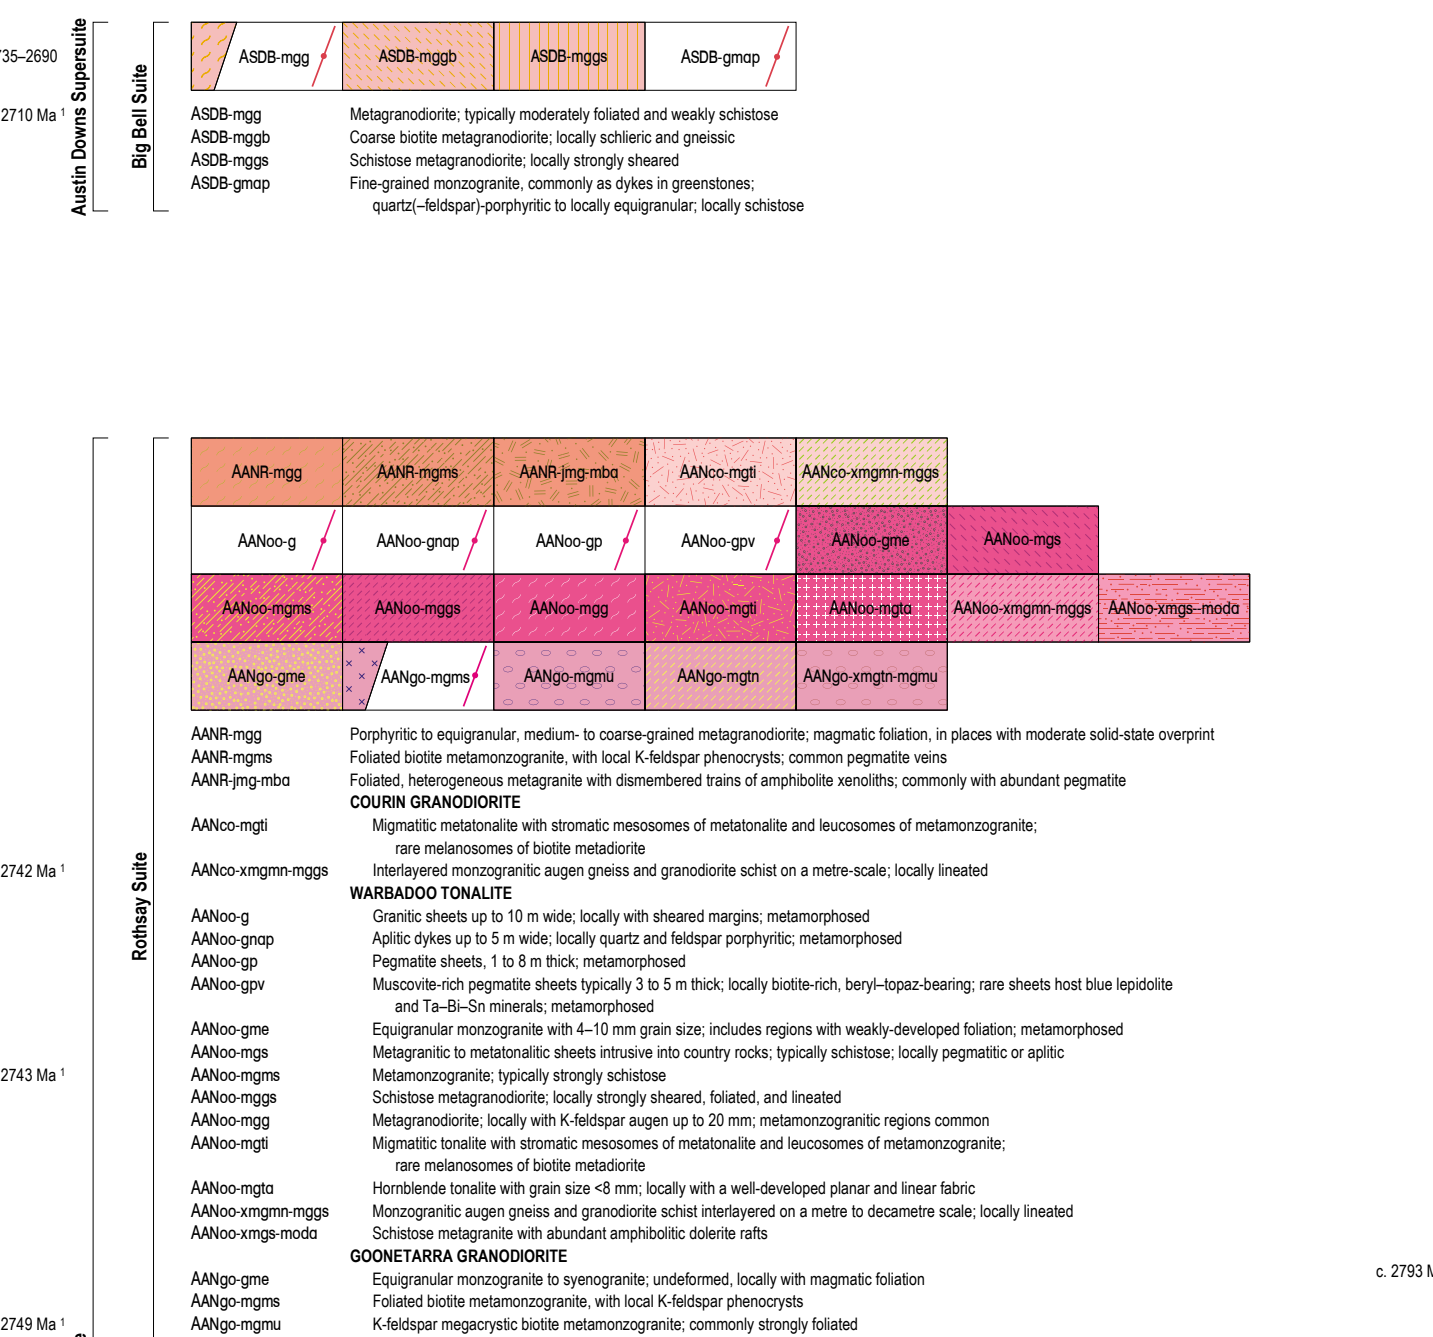 735–2690
2710 Ma 1
Austin Downs Supersuite
Big Bell Suite
ASDB-mgg ASDB-mggb ASDB-mggs ASDB-gmap
ASDB-mgg Metagranodiorite; typically moderately foliated and weakly schistose
ASDB-mggb Coarse biotite metagranodiorite; locally schlieric and gneissic
ASDB-mggs Schistose metagranodiorite; locally strongly sheared
ASDB-gmap Fine-grained monzogranite, commonly as dykes in greenstones;
quartz(–feldspar)-porphyritic to locally equigranular; locally schistose
AANR-mgg AANR-mgms AANR-jmg-mba AANco-mgti AANco-xmgmn-mggs
AANoo-g AANoo-gnap AANoo-gp AANoo-gpv AANoo-gme AANoo-mgs
AANoo-mgms AANoo-mggs AANoo-mgg AANoo-mgti AANoo-mgta AANoo-xmgmn-mggs AANoo-xmgs-moda
AANgo-gme AANgo-mgms AANgo-mgmu AANgo-mgtn AANgo-xmgtn-mgmu
Rothsay Suite
AANR-mgg Porphyritic to equigranular, medium- to coarse-grained metagranodiorite; magmatic foliation, in places with moderate solid-state overprint
AANR-mgms Foliated biotite metamonzogranite, with local K-feldspar phenocrysts; common pegmatite veins
AANR-jmg-mba Foliated, heterogeneous metagranite with dismembered trains of amphibolite xenoliths; commonly with abundant pegmatite
COURIN GRANODIORITE
AANco-mgti Migmatitic metatonalite with stromatic mesosomes of metatonalite and leucosomes of metamonzogranite;
rare melanosomes of biotite metadiorite
2742 Ma 1 AANco-xmgmn-mggs Interlayered monzogranitic augen gneiss and granodiorite schist on a metre-scale; locally lineated
WARBADOO TONALITE
AANoo-g Granitic sheets up to 10 m wide; locally with sheared margins; metamorphosed
AANoo-gnap Aplitic dykes up to 5 m wide; locally quartz and feldspar porphyritic; metamorphosed
AANoo-gp Pegmatite sheets, 1 to 8 m thick; metamorphosed
AANoo-gpv Muscovite-rich pegmatite sheets typically 3 to 5 m thick; locally biotite-rich, beryl–topaz-bearing; rare sheets host blue lepidolite
and Ta–Bi–Sn minerals; metamorphosed
AANoo-gme Equigranular monzogranite with 4–10 mm grain size; includes regions with weakly-developed foliation; metamorphosed
AANoo-mgs Metagranitic to metatonalitic sheets intrusive into country rocks; typically schistose; locally pegmatitic or aplitic
2743 Ma 1 AANoo-mgms Metamonzogranite; typically strongly schistose
AANoo-mggs Schistose metagranodiorite; locally strongly sheared, foliated, and lineated
AANoo-mgg Metagranodiorite; locally with K-feldspar augen up to 20 mm; metamonzogranitic regions common
AANoo-mgti Migmatitic tonalite with stromatic mesosomes of metatonalite and leucosomes of metamonzogranite;
rare melanosomes of biotite metadiorite
AANoo-mgta Hornblende tonalite with grain size <8 mm; locally with a well-developed planar and linear fabric
AANoo-xmgmn-mggs Monzogranitic augen gneiss and granodiorite schist interlayered on a metre to decametre scale; locally lineated
AANoo-xmgs-moda Schistose metagranite with abundant amphibolitic dolerite rafts
GOONETARRA GRANODIORITE
c. 2793 M
AANgo-gme Equigranular monzogranite to syenogranite; undeformed, locally with magmatic foliation
AANgo-mgms Foliated biotite metamonzogranite, with local K-feldspar phenocrysts
2749 Ma 1 AANgo-mgmu K-feldspar megacrystic biotite metamonzogranite; commonly strongly foliated